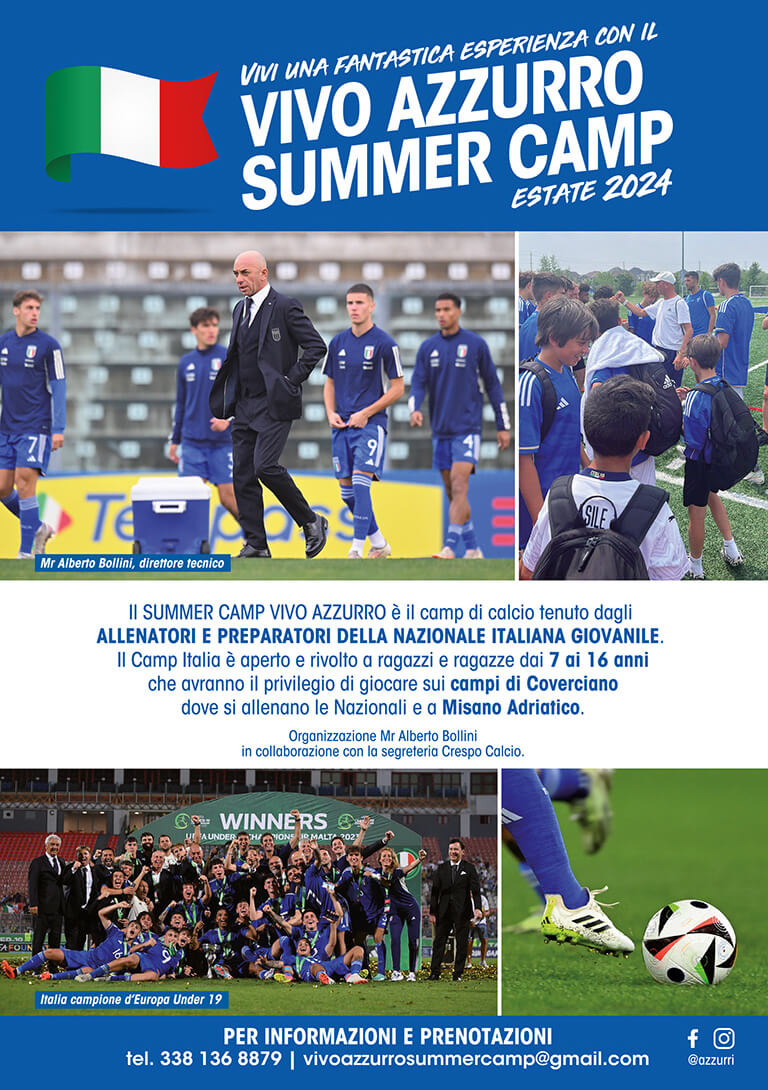 VIVI UNA FANTASTICA ESPERIENZA CON IL
VIVO AZZURRO
SUMMER CAMP
ESTATE 2024
7
9
4
Mr Alberto Bollini, direttore tecnico
SILE
Il SUMMER CAMP VIVO AZZURRO è il camp di calcio tenuto dagli
ALLENATORI E PREPARATORI DELLA NAZIONALE ITALIANA GIOVANILE.
Il Camp Italia è aperto e rivolto a ragazzi e ragazze dai 7 ai 16 anni
che avranno il privilegio di giocare sui campi di Coverciano
dove si allenano le Nazionali e a Misano Adriatico.
Organizzazione Mr Alberto Bollini
in collaborazione con la segreteria Crespo Calcio.
WINNERS
Italia campione d'Europa Under 19
PER INFORMAZIONI E PRENOTAZIONI
tel. 338 136 8879 | vivoazzurrosummercamp@gmail.com
@azzurri